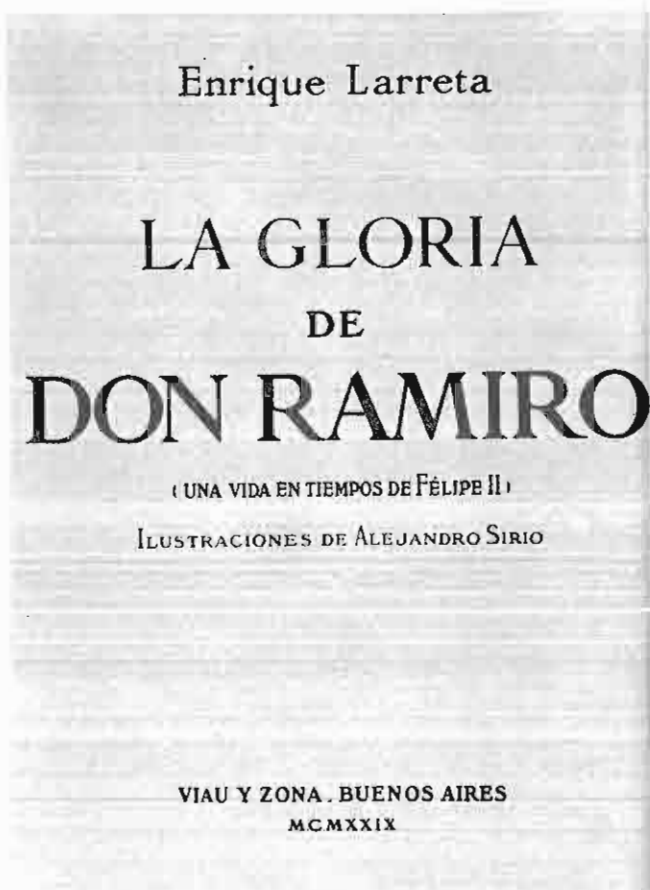 Enrique Larreta
LA GLORIA
DE
DON RAMIRO
(UNA VIDA EN TIEMPOS DE FÉLIPE II)
ILUSTRACIONES DE ALEJANDRO SIRIO
VIAU Y ZONA. BUENOS AIRES
MCMXXIX